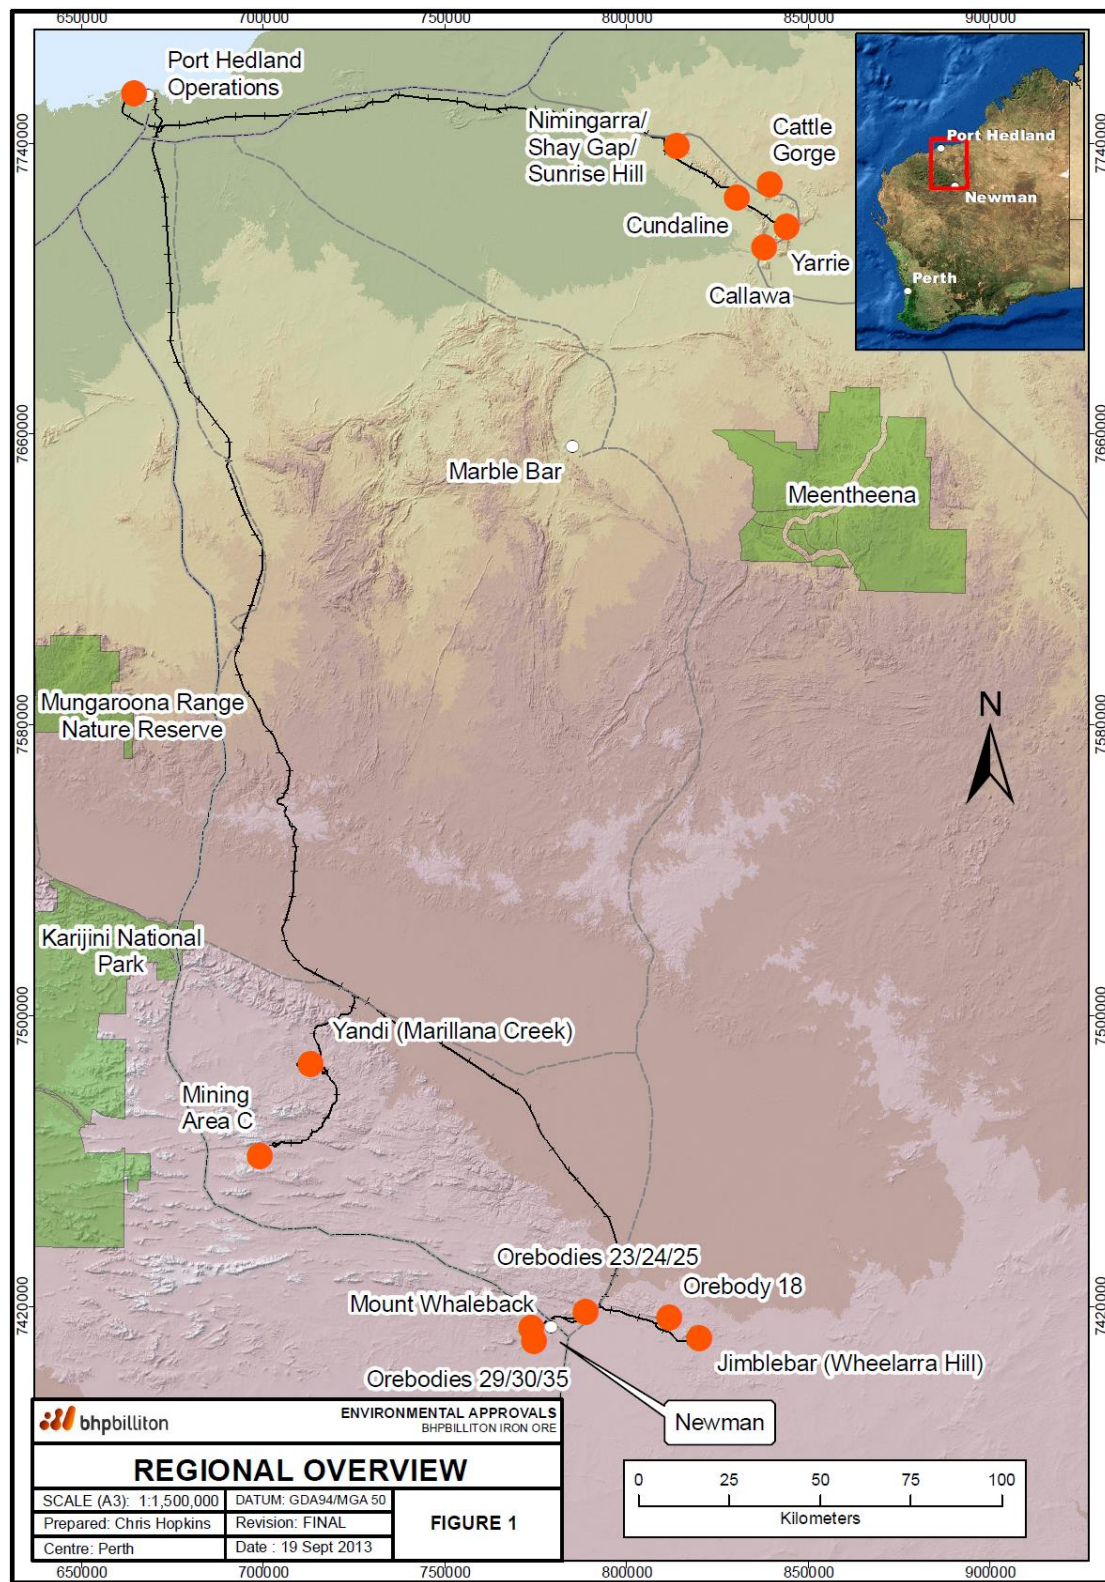 650000 700000 750000 800000 850000 900000
Port Hedland
Operations
Nimingarra/
Shay Gap/
Sunrise Hill
Cattle
Gorge
Cundaline
Yarrie
Callawa
Port Hedland
Newman
Perth
7740000
7740000
7660000
7660000
Marble Bar
Meentheena
Mungaroona Range
Nature Reserve
7580000
7580000
N
Karijini National
Park
7500000
7500000
Yandi (Marillana Creek)
Mining
Area C
Orebodies 23/24/25
Orebody 18
Mount Whaleback
7420000
7420000
Jimblebar (Wheelarra Hill)
Orebodies 29/30/35
Newman
bhpbilliton
ENVIRONMENTAL APPROVALS
BHPBILLITON IRON ORE
REGIONAL OVERVIEW
SCALE (A3): 1:1,500,000
DATUM: GDA94/MGA 50
Prepared: Chris Hopkins
Revision: FINAL
Centre: Perth
Date : 19 Sept 2013
FIGURE 1
0 25 50 75 100
Kilometers
650000 700000 750000 800000 850000 900000